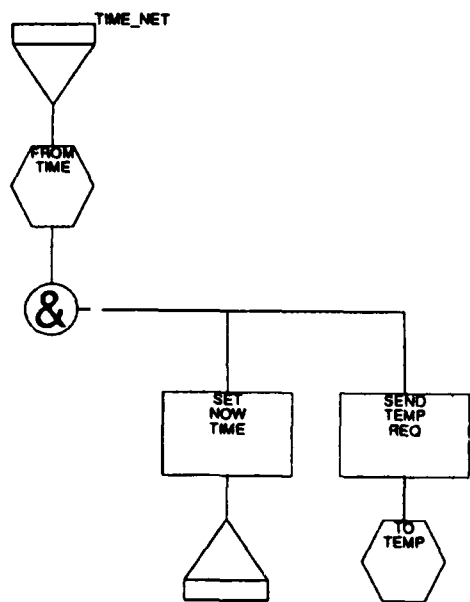 TIME_NET
FROM
TIME
&
SET
NOW
TIME
SEND
TEMP
REQ
TO
TEMP